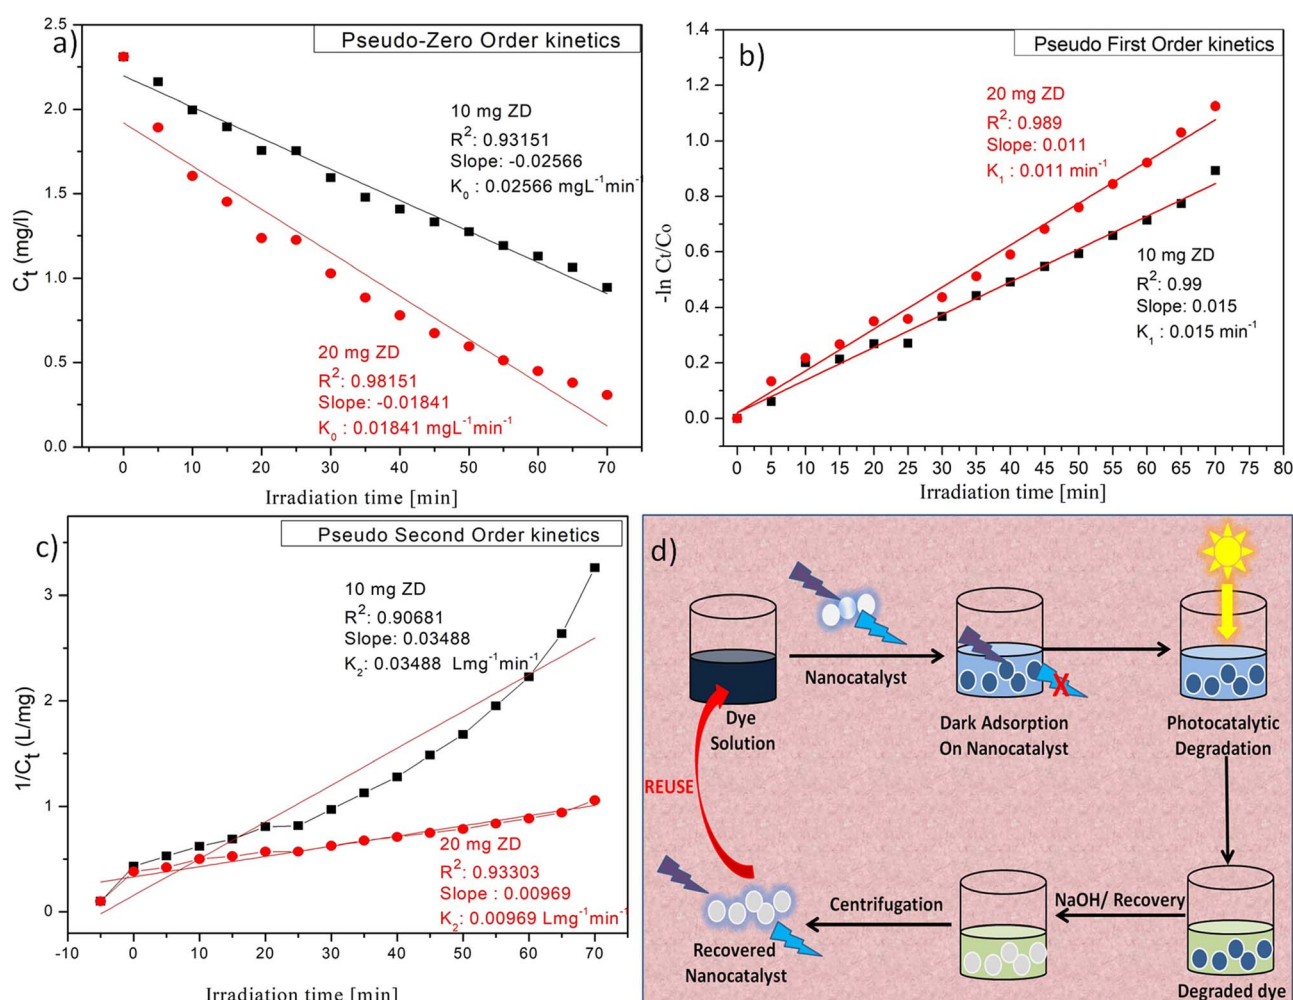 a)
Pseudo-Zero Order kinetics
2.5
2.0
1.5
1.0
0.5
0.0
Cₜ (mg/l)
10 mg ZD
R²: 0.93151
Slope: -0.02566
K₀ : 0.02566 mgL⁻¹min⁻¹
20 mg ZD
R²: 0.98151
Slope: -0.01841
K₀ : 0.01841 mgL⁻¹min⁻¹
0 10 20 30 40 50 60 70
Irradiation time [min]
b)
Pseudo First Order kinetics
1.4
1.2
1.0
0.8
0.6
0.4
0.2
0.0
-ln Ct/Co
20 mg ZD
R²: 0.989
Slope: 0.011
K₁ : 0.011 min⁻¹
10 mg ZD
R²: 0.99
Slope: 0.015
K₁ : 0.015 min⁻¹
0 5 10 15 20 25 30 35 40 45 50 55 60 65 70 75 80
Irradiation time [min]
c)
Pseudo Second Order kinetics
3
2
1
0
1/Cₜ (L/mg)
10 mg ZD
R²: 0.90681
Slope: 0.03488
K₂: 0.03488 Lmg⁻¹min⁻¹
20 mg ZD
R²: 0.93303
Slope : 0.00969
K₂: 0.00969 Lmg⁻¹min⁻¹
-10 0 10 20 30 40 50 60 70
Irradiation time [min]
d)
Dye
Solution
Nanocatalyst
Dark Adsorption
On Nanocatalyst
X
Photocatalytic
Degradation
REUSE
Recovered
Nanocatalyst
Centrifugation
NaOH/ Recovery
Degraded dye